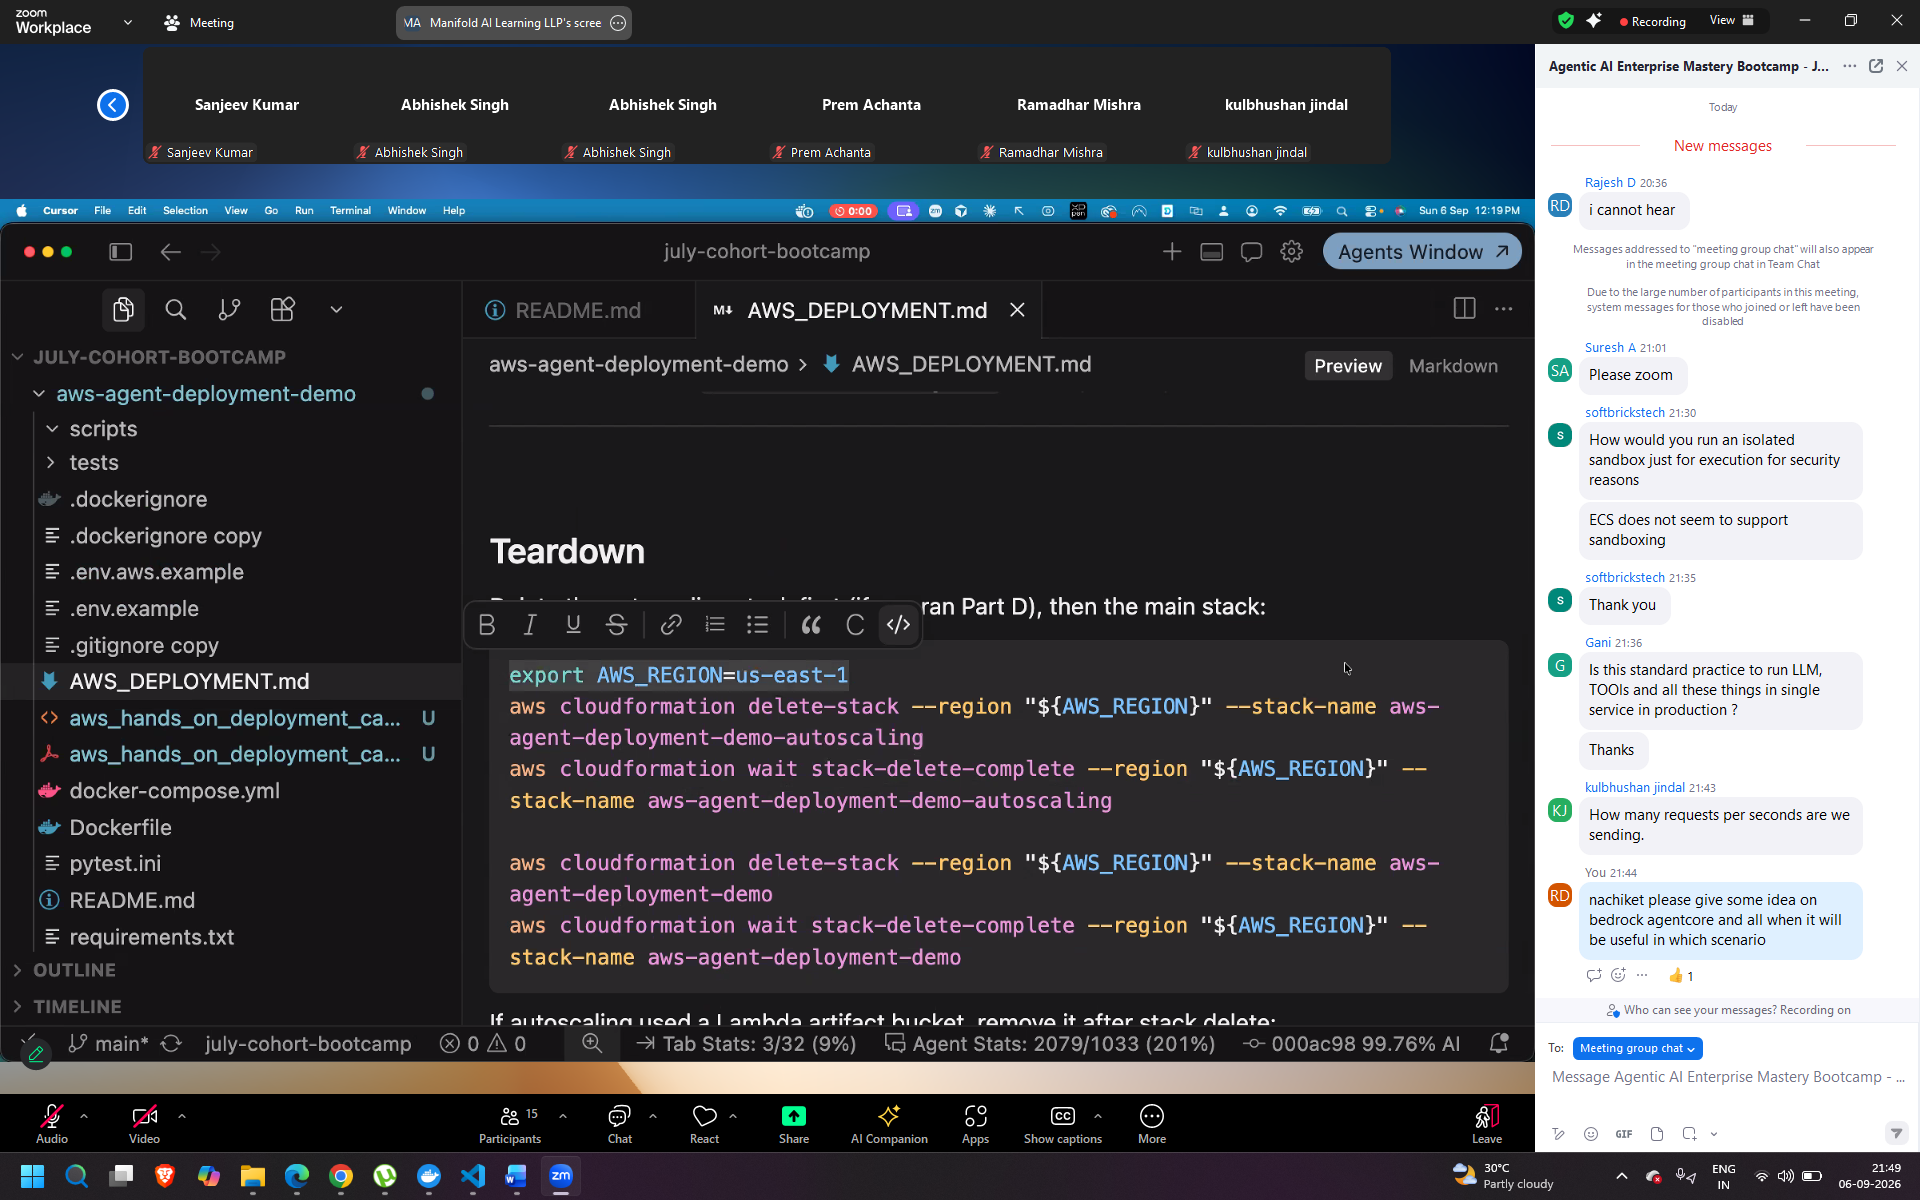 zoom
Workplace
Meeting
MA Manifold AI Learning LLP's scree
Recording
View
Sanjeev Kumar
Abhishek Singh
Abhishek Singh
Prem Achanta
Ramadhar Mishra
kulbhushan jindal
Sanjeev Kumar
Abhishek Singh
Abhishek Singh
Prem Achanta
Ramadhar Mishra
kulbhushan jindal
Cursor File Edit Selection View Go Run Terminal Window Help
0:00
Sun 6 Sep 12:19 PM
july-cohort-bootcamp
Agents Window
README.md
AWS_DEPLOYMENT.md
JULY-COHORT-BOOTCAMP
aws-agent-deployment-demo
scripts
tests
.dockerignore
.dockerignore copy
.env.aws.example
.env.example
.gitignore copy
AWS_DEPLOYMENT.md
aws_hands_on_deployment_ca... U
aws_hands_on_deployment_ca... U
docker-compose.yml
Dockerfile
pytest.ini
README.md
requirements.txt
OUTLINE
TIMELINE
aws-agent-deployment-demo > AWS_DEPLOYMENT.md
Preview
Markdown
Teardown
ran Part D), then the main stack:
export AWS_REGION=us-east-1
aws cloudformation delete-stack --region "${AWS_REGION}" --stack-name aws-
agent-deployment-demo-autoscaling
aws cloudformation wait stack-delete-complete --region "${AWS_REGION}" --
stack-name aws-agent-deployment-demo-autoscaling
aws cloudformation delete-stack --region "${AWS_REGION}" --stack-name aws-
agent-deployment-demo
aws cloudformation wait stack-delete-complete --region "${AWS_REGION}" --
stack-name aws-agent-deployment-demo
If autoscaling used a Lambda artifact bucket, remove it after stack delete:
main*
july-cohort-bootcamp
0
0
Tab Stats: 3/32 (9%)
Agent Stats: 2079/1033 (201%)
000ac98 99.76% AI
Agentic AI Enterprise Mastery Bootcamp - J...
Today
New messages
Rajesh D 20:36
RD
i cannot hear
Messages addressed to "meeting group chat" will also appear
in the meeting group chat in Team Chat
Due to the large number of participants in this meeting,
system messages for those who joined or left have been
disabled
Suresh A 21:01
SA
Please zoom
softbrickstech 21:30
S
How would you run an isolated
sandbox just for execution for security
reasons
ECS does not seem to support
sandboxing
softbrickstech 21:35
S
Thank you
Gani 21:36
G
Is this standard practice to run LLM,
TOOls and all these things in single
service in production ?
Thanks
kulbhushan jindal 21:43
KJ
How many requests per seconds are we
sending.
You 21:44
RD
nachiket please give some idea on
bedrock agentcore and all when it will
be useful in which scenario
1
Who can see your messages? Recording on
To: Meeting group chat
Message Agentic AI Enterprise Mastery Bootcamp - ...
GIF
Audio
Video
15
Participants
Chat
React
Share
AI Companion
Apps
CC
Show captions
More
Leave
zm
30°C
Partly cloudy
ENG
IN
21:49
06-09-2026